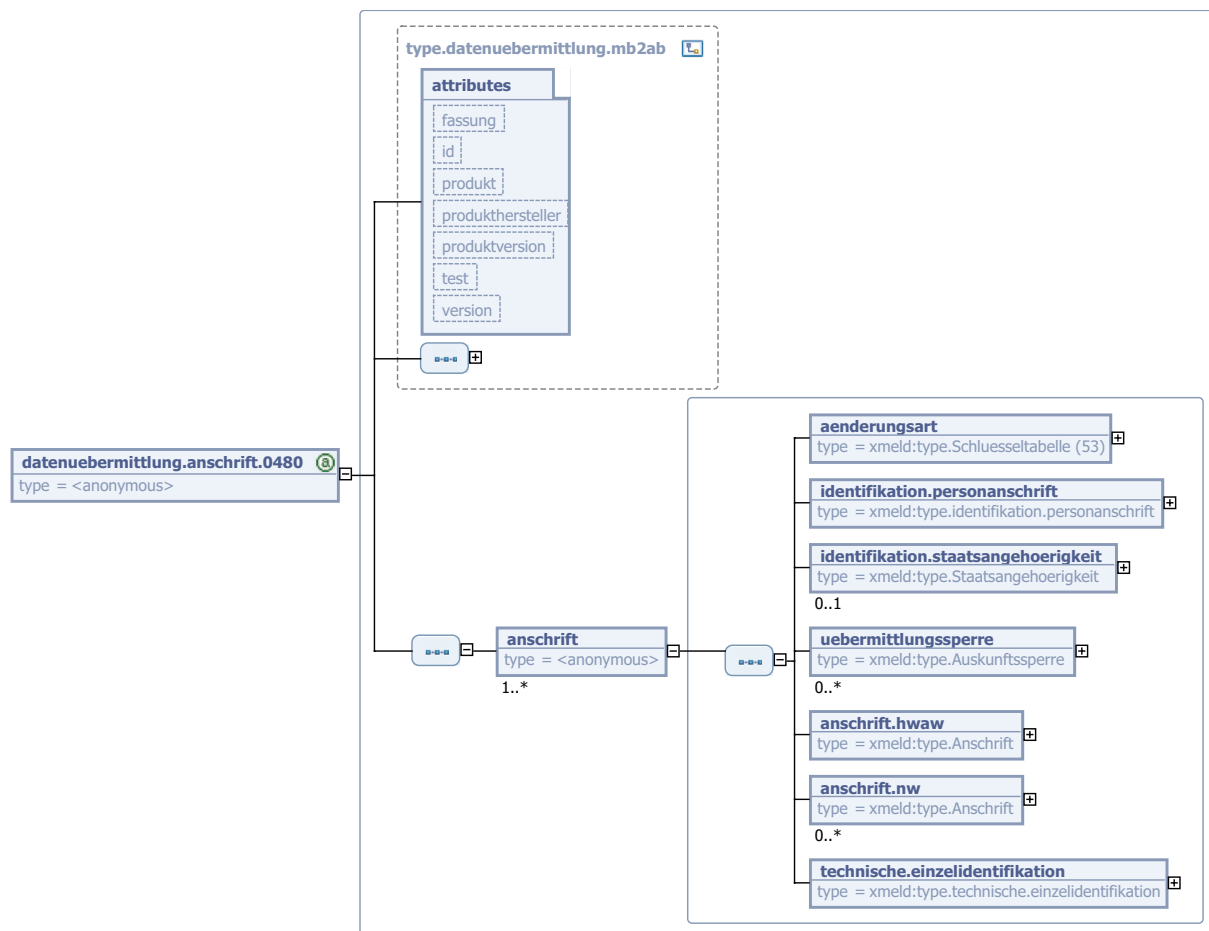 type.datenuebermittlung.mb2ab
attributes
fassung
id
produkt
produkthersteller
produktversion
test
version
datenuebermittlung.anschrift.0480 a
type = <anonymous>
anschrift
type = <anonymous>
1..*
aenderungsart
type = xmeld:type.Schluesseltabelle (53)
identifikation.personanschrift
type = xmeld:type.identifikation.personanschrift
identifikation.staatsangehoerigkeit
type = xmeld:type.Staatsangehörigkeit
0..1
uebermittlungssperre
type = xmeld:type.Auskunftssperre
0..*
anschrift.hwaw
type = xmeld:type.Anschrift
anschrift.nw
type = xmeld:type.Anschrift
0..*
technische.einzelidentifikation
type = xmeld:type.technische.einzelidentifikation